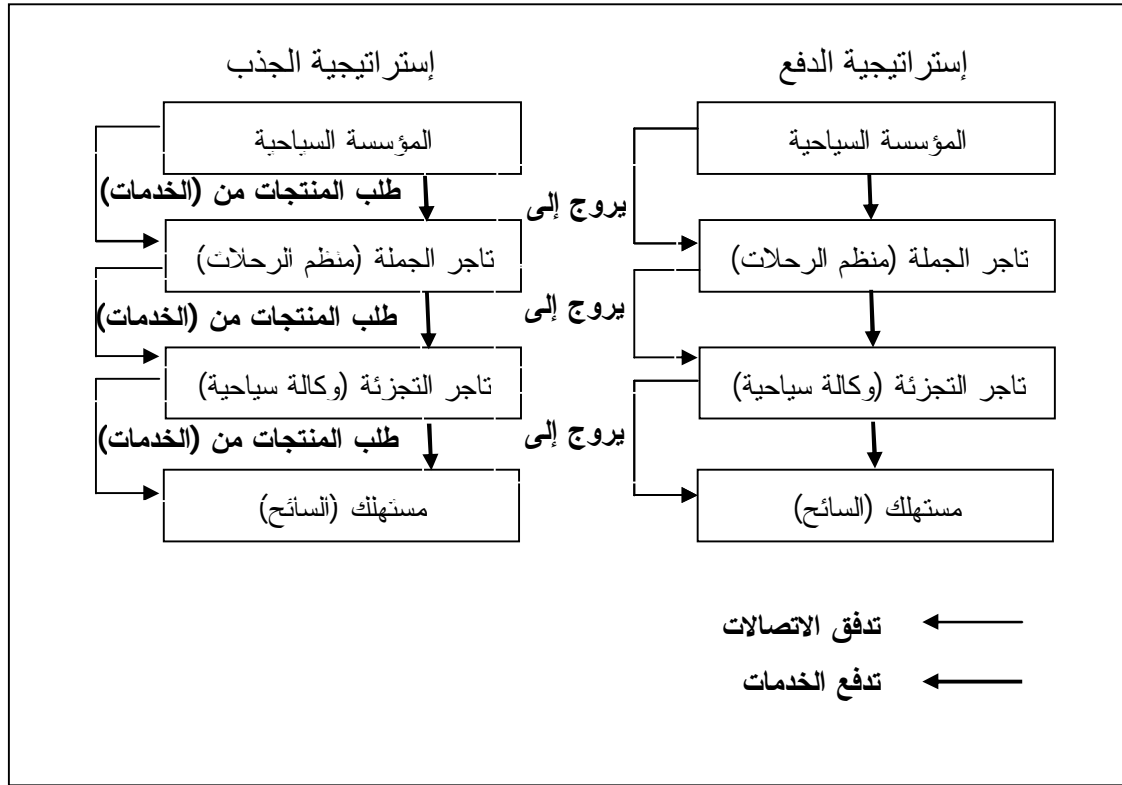 إستراتيجية الدفع
المؤسسة السياحية
يروج إلى
تاجر الجملة (منظم الرحلات)
يروج إلى
تاجر التجزئة (وكالة سياحية)
يروج إلى
مستهلك (السائح)
إستراتيجية الجذب
المؤسسة السياحية
طلب المنتجات من (الخدمات)
تاجر الجملة (منظم الرحلات)
طلب المنتجات من (الخدمات)
تاجر التجزئة (وكالة سياحية)
طلب المنتجات من (الخدمات)
مستهلك (السائح)
تدفق الاتصالات
تدفع الخدمات